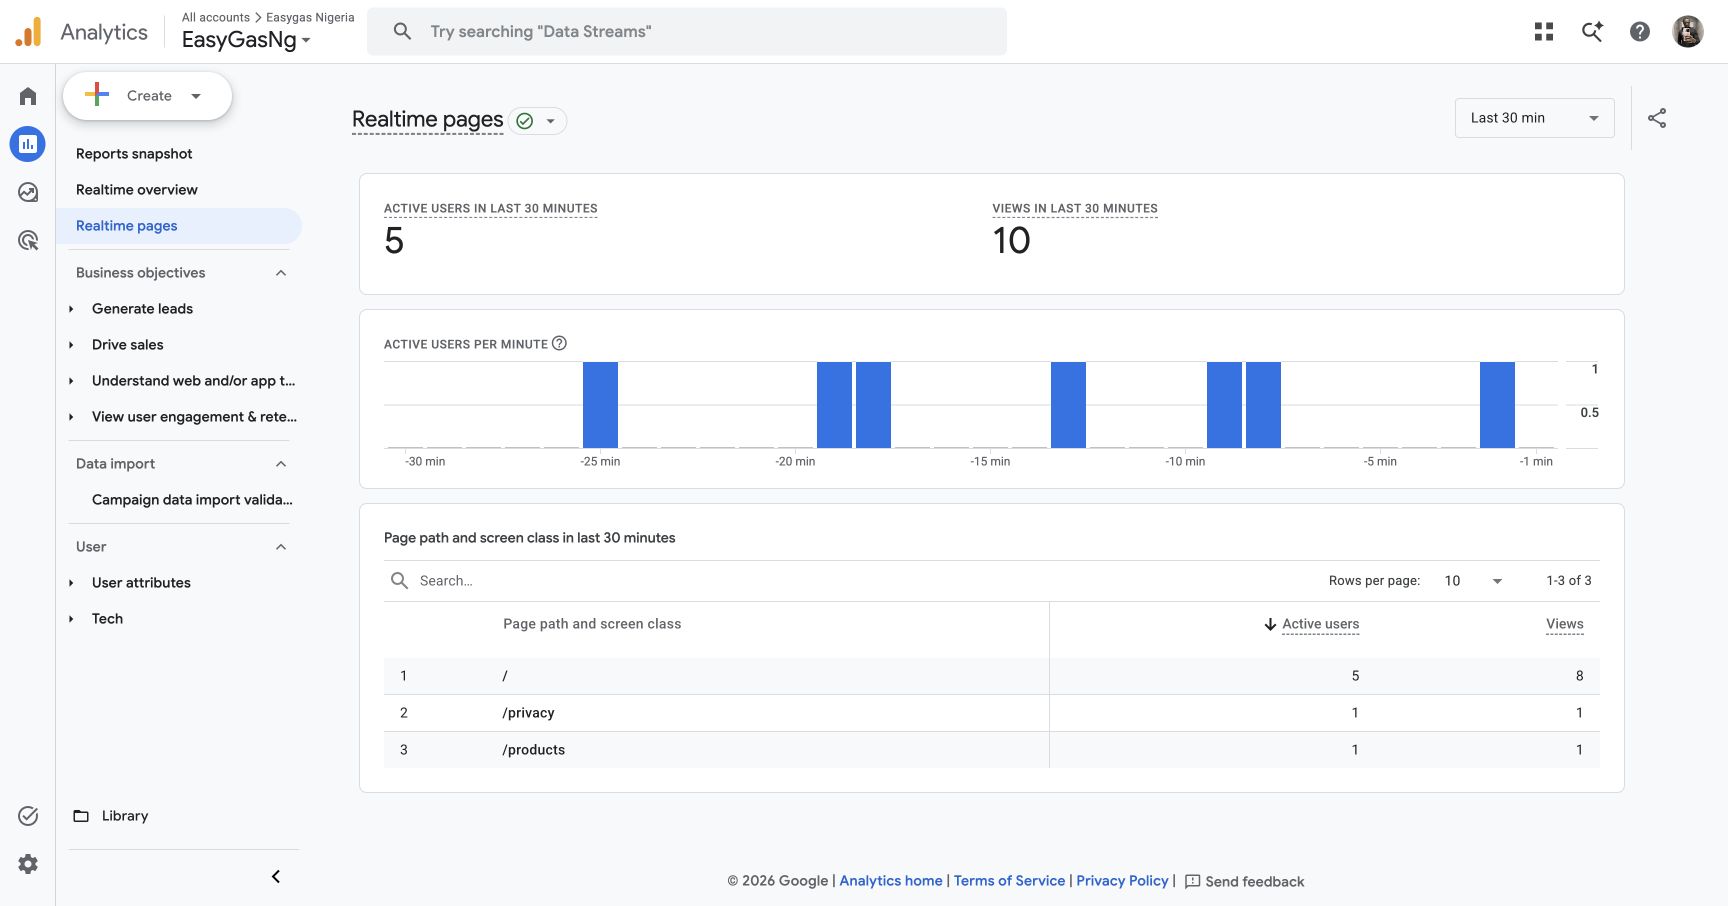 Analytics
All accounts > Easygas Nigeria
EasyGasNg
Try searching "Data Streams"
Create
Reports snapshot
Realtime overview
Realtime pages
Business objectives
Generate leads
Drive sales
Understand web and/or app t...
View user engagement & rete...
Data import
Campaign data import valida...
User
User attributes
Tech
Library
Realtime pages
Last 30 min
ACTIVE USERS IN LAST 30 MINUTES
5
VIEWS IN LAST 30 MINUTES
10
ACTIVE USERS PER MINUTE
1
0.5
-30 min -25 min -20 min -15 min -10 min -5 min -1 min
Page path and screen class in last 30 minutes
Search...
Rows per page: 10 1-3 of 3
Page path and screen class Active users Views
1 / 5 8
2 /privacy 1 1
3 /products 1 1
© 2026 Google | Analytics home | Terms of Service | Privacy Policy | Send feedback